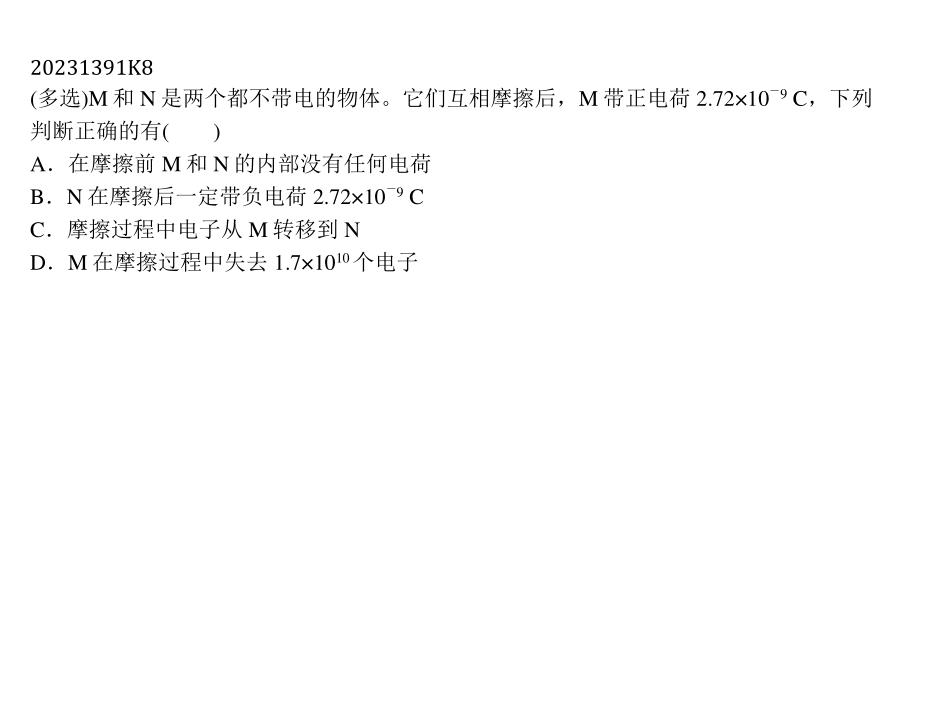 20231391K8
(多选)M 和 N 是两个都不带电的物体。它们互相摩擦后，M 带正电荷 2.72×10⁻⁹ C，下列
判断正确的有(　　)
A．在摩擦前 M 和 N 的内部没有任何电荷
B．N 在摩擦后一定带负电荷 2.72×10⁻⁹ C
C．摩擦过程中电子从 M 转移到 N
D．M 在摩擦过程中失去 1.7×10¹⁰ 个电子